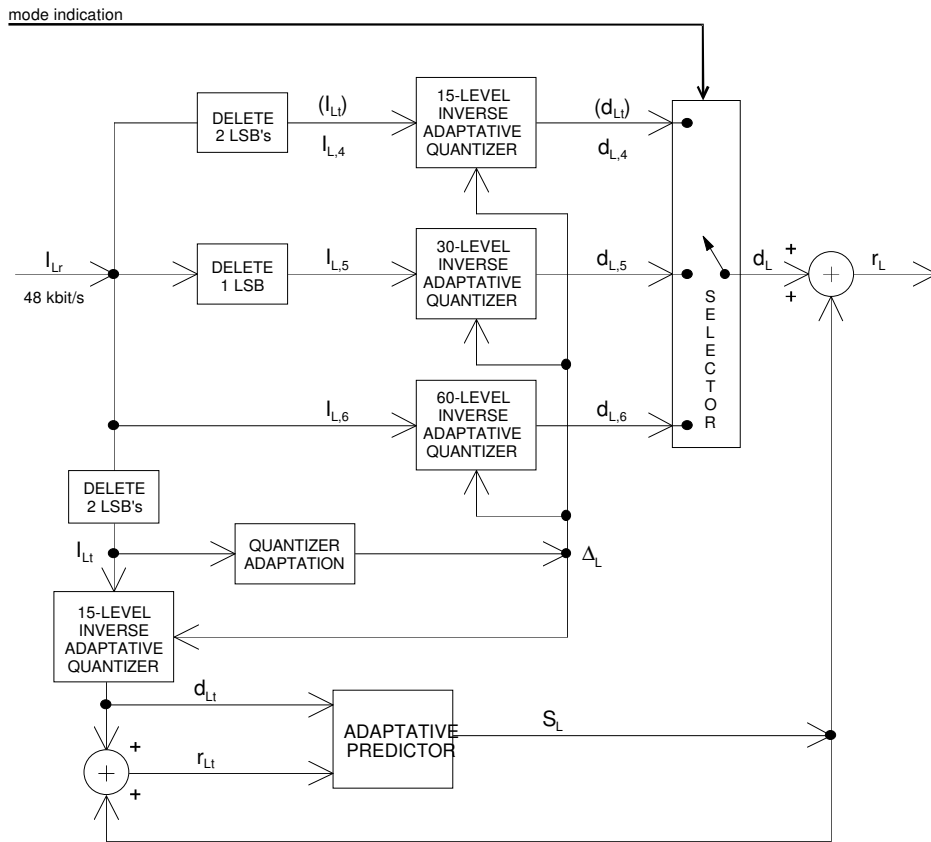 mode indication
DELETE
2 LSB's
(I_Lt)
I_L,4
15-LEVEL
INVERSE
ADAPTATIVE
QUANTIZER
(d_Lt)
d_L,4
I_Lr
48 kbit/s
DELETE
1 LSB
I_L,5
30-LEVEL
INVERSE
ADAPTATIVE
QUANTIZER
d_L,5
S
E
L
E
C
T
O
R
d_L
+
+
+
r_L
I_L,6
60-LEVEL
INVERSE
ADAPTATIVE
QUANTIZER
d_L,6
DELETE
2 LSB's
I_Lt
QUANTIZER
ADAPTATION
Δ_L
15-LEVEL
INVERSE
ADAPTATIVE
QUANTIZER
d_Lt
+
+
+
r_Lt
ADAPTATIVE
PREDICTOR
S_L